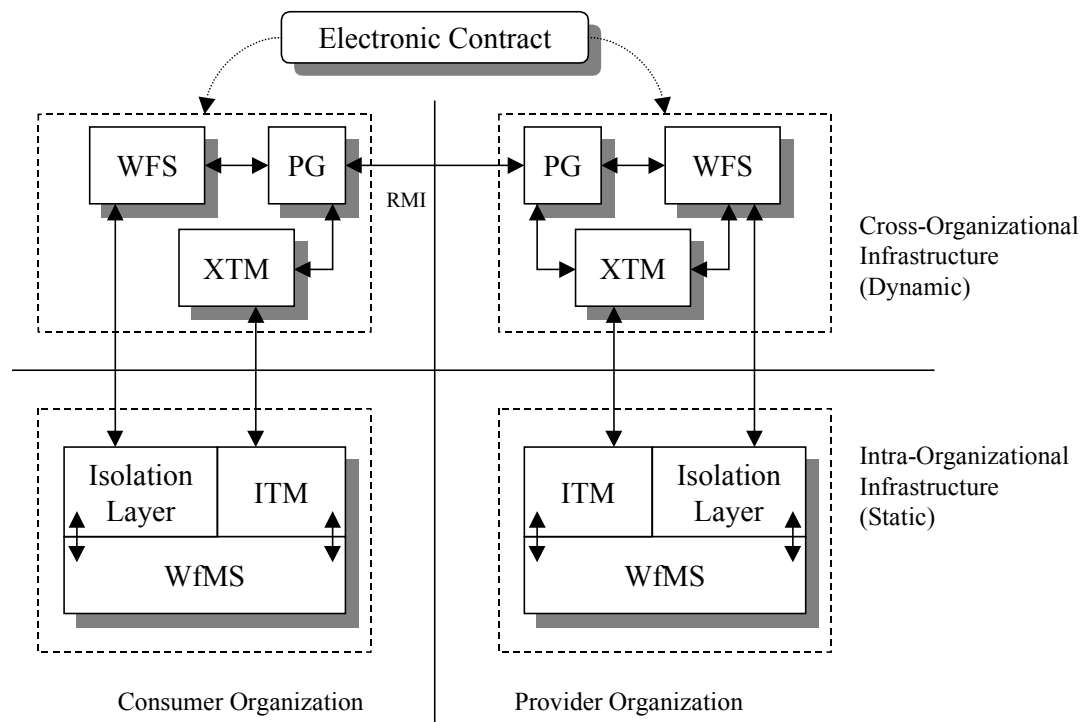 Electronic Contract
WFS
PG
RMI
PG
WFS
XTM
XTM
Cross-Organizational
Infrastructure
(Dynamic)
Isolation
Layer
ITM
WfMS
ITM
Isolation
Layer
WfMS
Intra-Organizational
Infrastructure
(Static)
Consumer Organization
Provider Organization